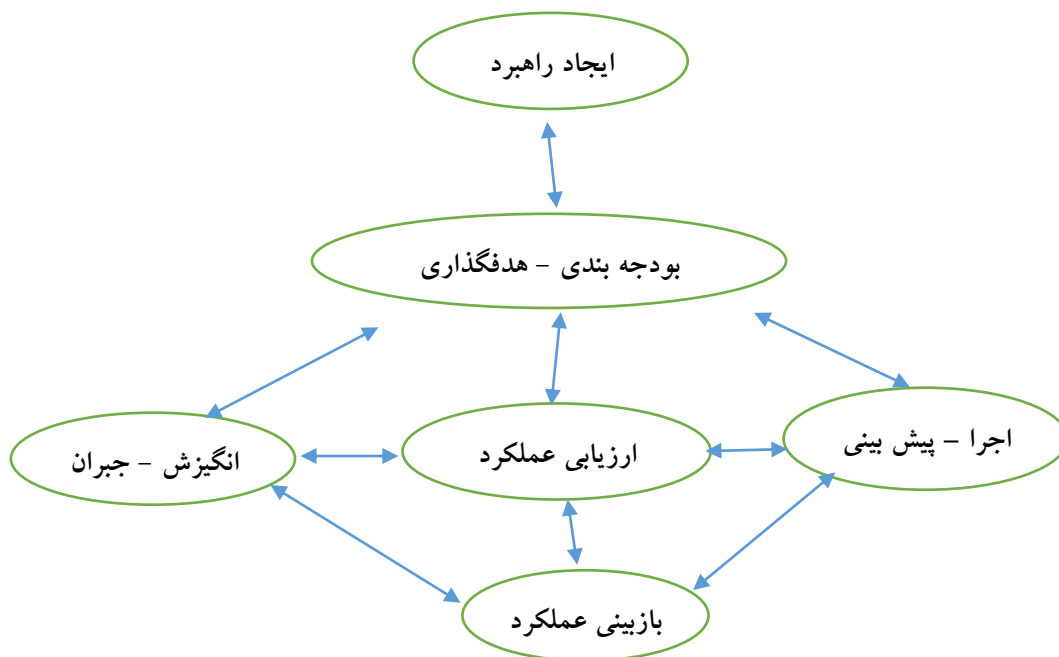 ایجاد راهبرد
بودجه بندی – هدفگذاری
اجرا – پیش بینی
ارزیابی عملکرد
انگیزش – جبران
بازبینی عملکرد